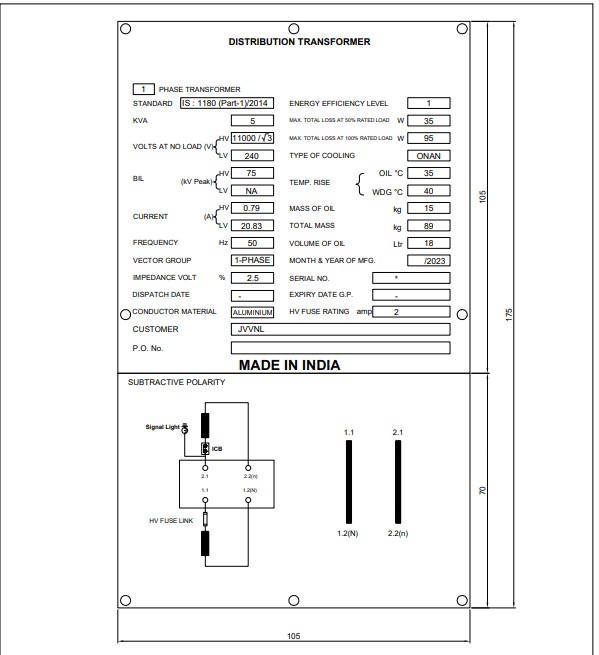 DISTRIBUTION TRANSFORMER
1 PHASE TRANSFORMER
STANDARD IS : 1180 (Part-1)/2014 ENERGY EFFICIENCY LEVEL 1
KVA 5 MAX. TOTAL LOSS AT 50% RATED LOAD W 35
VOLTS AT NO LOAD (V) HV 11000 /√3 MAX. TOTAL LOSS AT 100% RATED LOAD W 95
LV 240 TYPE OF COOLING ONAN
BIL (kV Peak) HV 75 TEMP. RISE OIL °C 35
LV NA WDG °C 40
CURRENT (A) HV 0.79 MASS OF OIL kg 15
LV 20.83 TOTAL MASS kg 89
FREQUENCY Hz 50 VOLUME OF OIL Ltr 18
VECTOR GROUP 1-PHASE MONTH & YEAR OF MFG. /2023
IMPEDANCE VOLT % 2.5 SERIAL NO. *
DISPATCH DATE - EXPIRY DATE G.P. -
CONDUCTOR MATERIAL ALUMINIUM HV FUSE RATING amp 2
CUSTOMER JVVNL
P.O. No.
MADE IN INDIA
105
175
SUBTRACTIVE POLARITY
Signal Light
ICB
2.1 2.2(n)
1.1 1.2(N)
HV FUSE LINK
1.1 2.1
1.2(N) 2.2(n)
70
105